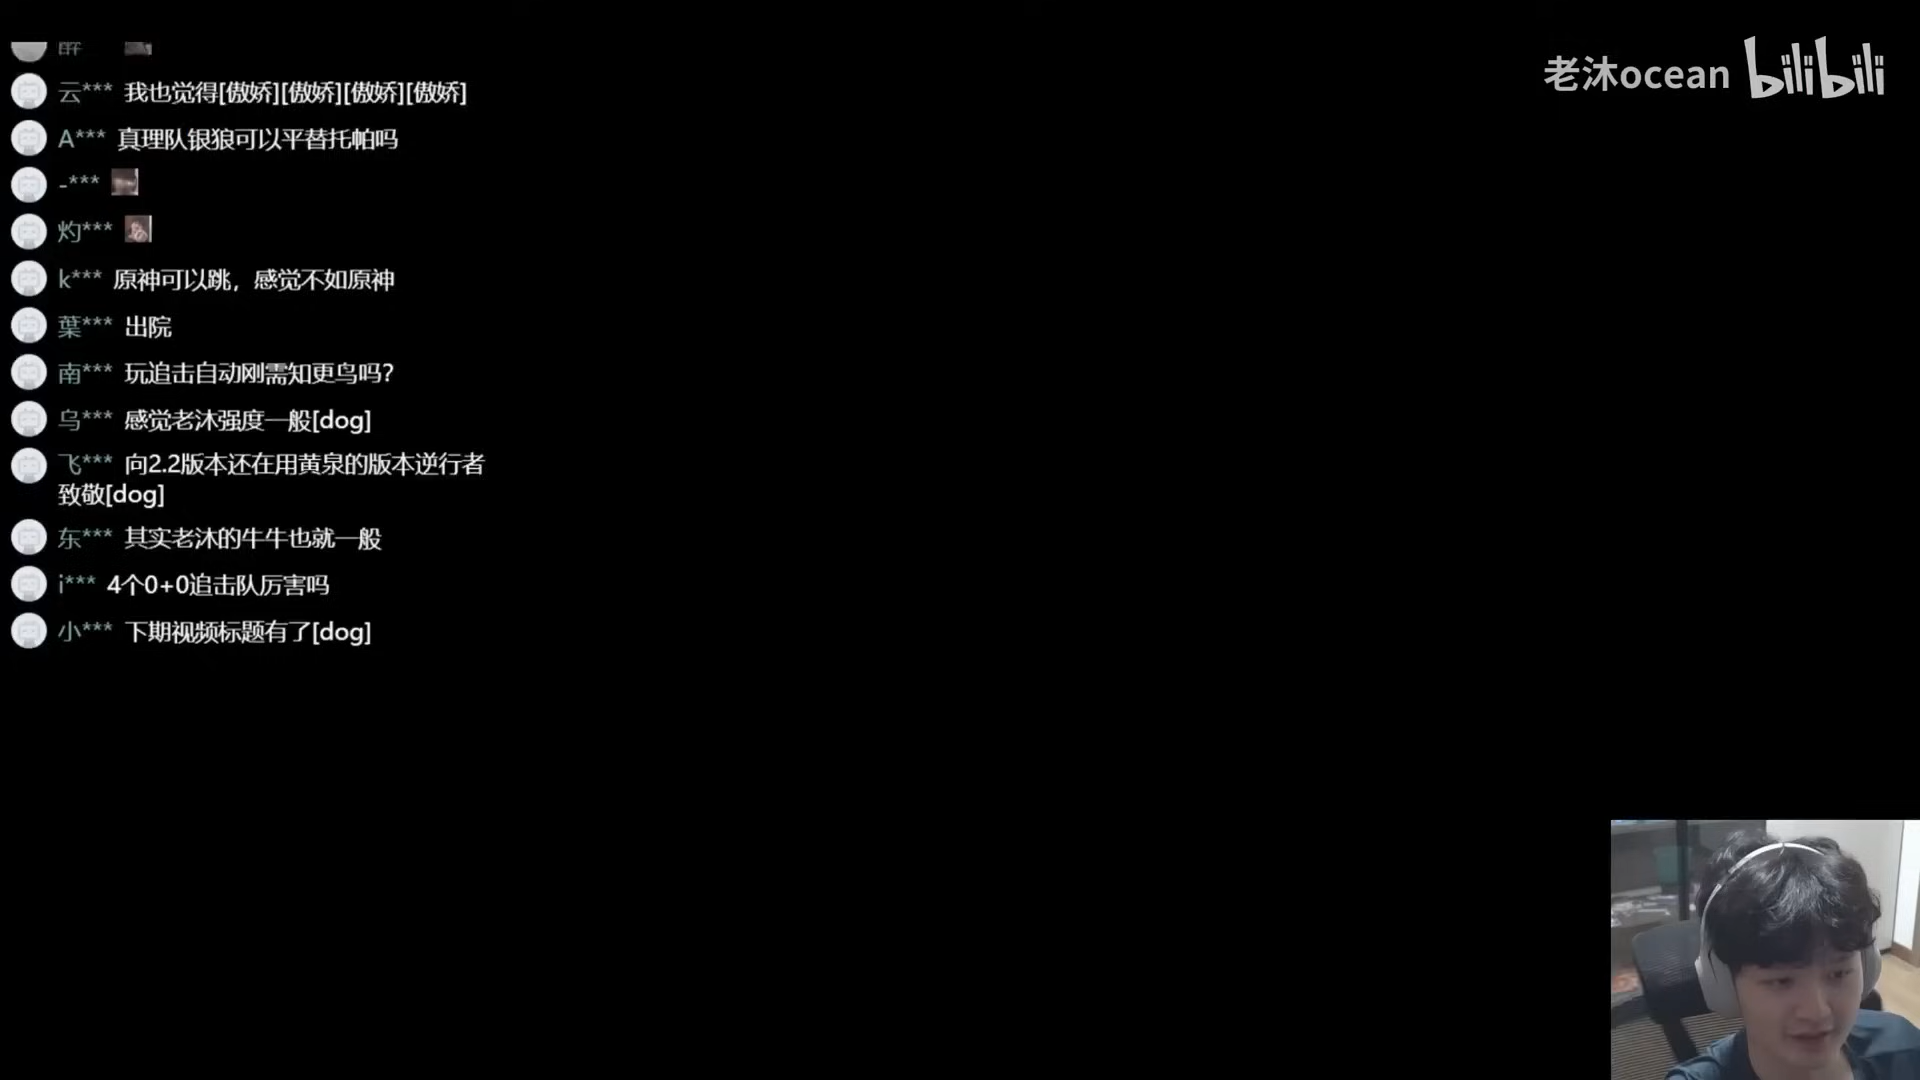 老沐ocean bilibili
醉
云*** 我也觉得[傲娇][傲娇][傲娇][傲娇]
A*** 真理队银狼可以平替托帕吗
-***
灼***
k*** 原神可以跳，感觉不如原神
葉*** 出院
南*** 玩追击自动刚需知更鸟吗?
乌*** 感觉老沐强度一般[dog]
飞*** 向2.2版本还在用黄泉的版本逆行者
致敬[dog]
东*** 其实老沐的牛牛也就一般
i*** 4个0+0追击队厉害吗
小*** 下期视频标题有了[dog]